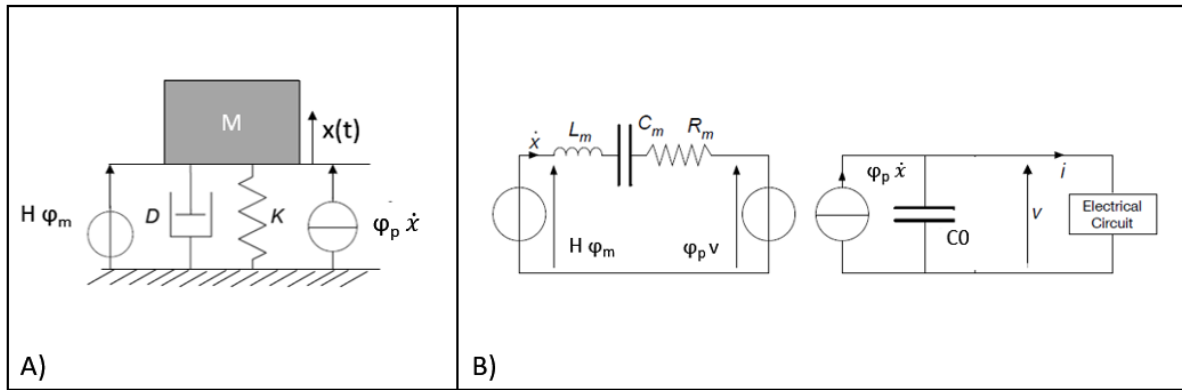 M
x(t)
H φₘ
D
K
φₚ ẋ
A)
ẋ
Lₘ
Cₘ
Rₘ
H φₘ
φₚ v
φₚ ẋ
C0
v
i
Electrical
Circuit
B)